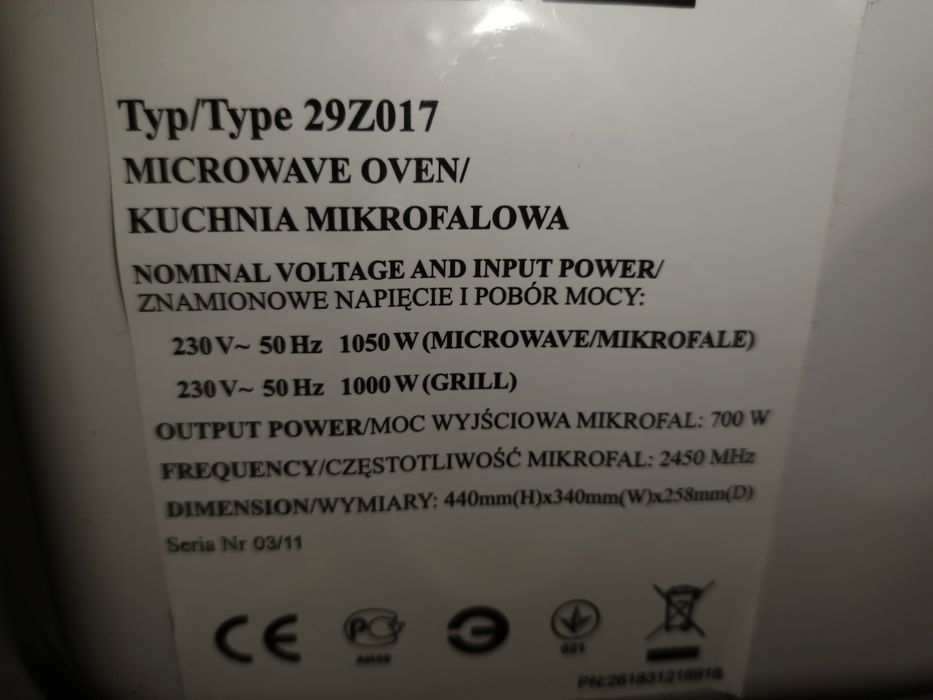 Typ/Type 29Z017
MICROWAVE OVEN/
KUCHNIA MIKROFALOWA
NOMINAL VOLTAGE AND INPUT POWER/
ZNAMIONOWE NAPIĘCIE I POBÓR MOCY:
230 V~ 50 Hz 1050 W (MICROWAVE/MIKROFALE)
230 V~ 50 Hz 1000 W (GRILL)
OUTPUT POWER/MOC WYJŚCIOWA MIKROFAL: 700 W
FREQUENCY/CZĘSTOTLIWOŚĆ MIKROFAL: 2450 MHz
DIMENSION/WYMIARY: 440mm(H)x340mm(W)x258mm(D)
Seria Nr 03/11
CE
021